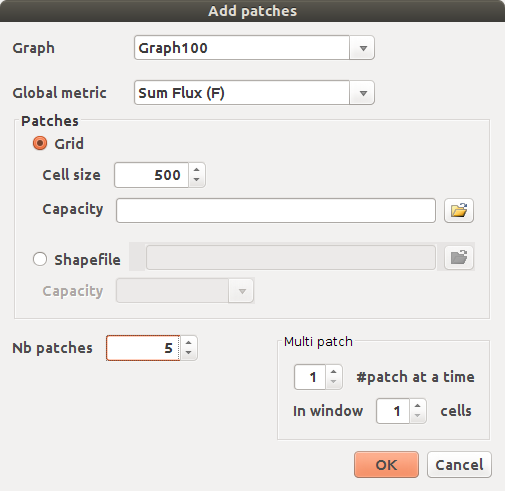 Add patches
Graph Graph100
Global metric Sum Flux (F)
Patches
Grid
Cell size 500
Capacity
Shapefile
Capacity
Nb patches 5
Multi patch
1 #patch at a time
In window 1 cells
OK Cancel